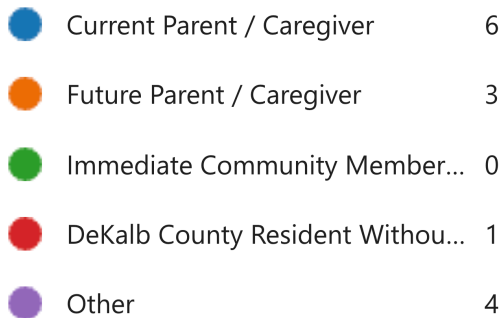 Current Parent / Caregiver 6
Future Parent / Caregiver 3
Immediate Community Member... 0
DeKalb County Resident Withou... 1
Other 4